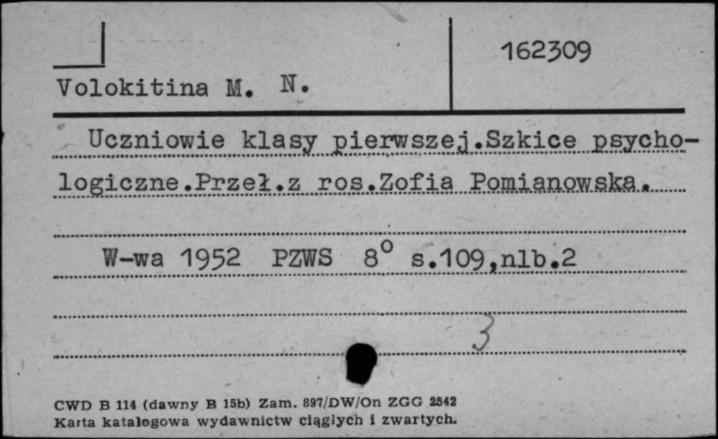 162309
Volokitina M. N.
Uczniowie klasy pierwszej.Szkice psycho-
logiczne.Przeł.z ros.Zofia Pomianowska.
W-wa 1952 PZWS 8° s.109,nlb.2
3
CWD B 114 (dawny B 15b) Zam. 897/DW/On ZGG 2542
Karta katalogowa wydawnictw ciągłych i zwartych.